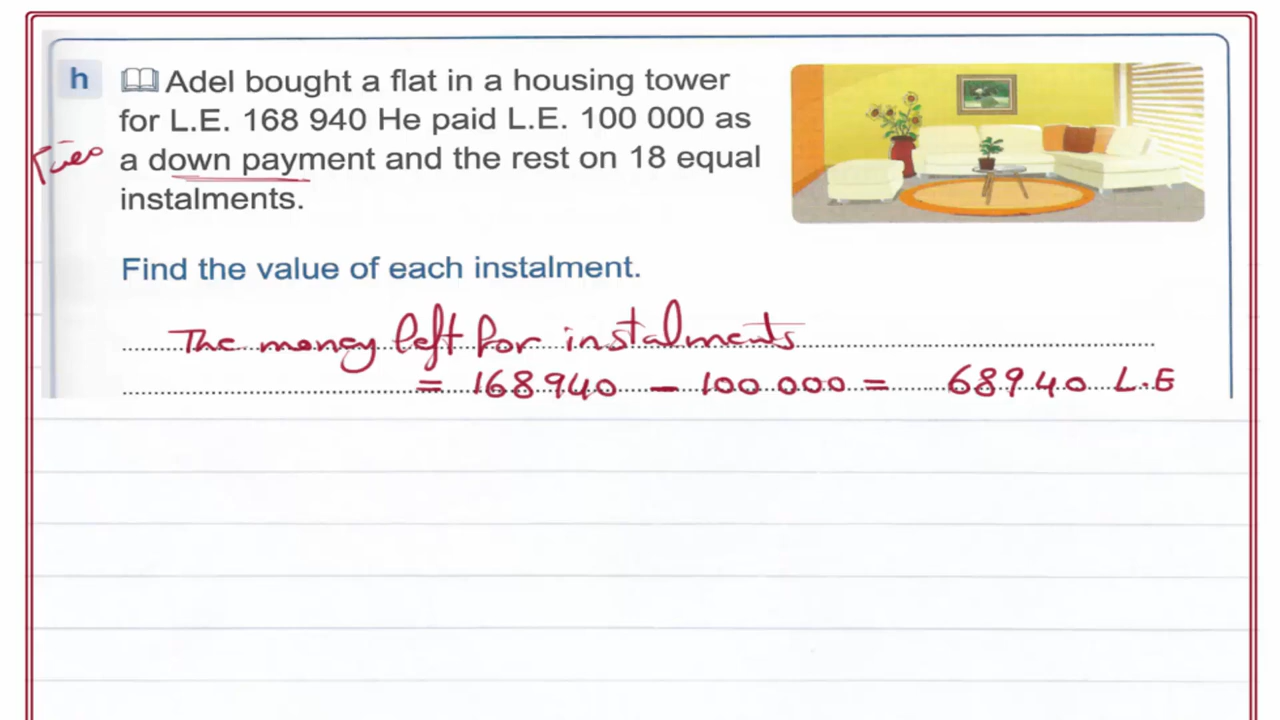 h Adel bought a flat in a housing tower
for L.E. 168 940 He paid L.E. 100 000 as
a down payment and the rest on 18 equal
instalments.
Find the value of each instalment.
The money left for instalments
= 168940 - 100 000 = 68940 L.E